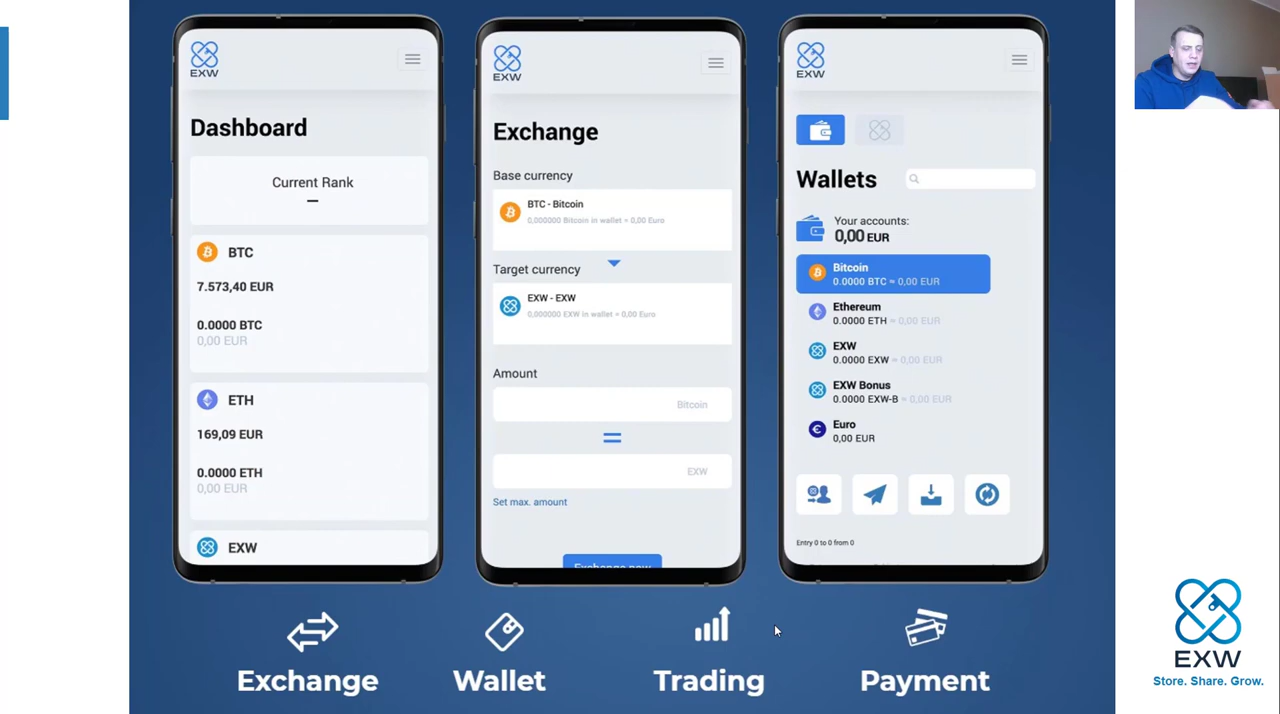 EXW
Dashboard
Current Rank
BTC
7.573,40 EUR
0.0000 BTC
0,00 EUR
ETH
169,09 EUR
0.0000 ETH
0,00 EUR
EXW
EXW
Exchange
Base currency
BTC - Bitcoin
0,000000 Bitcoin in wallet = 0,00 Euro
Target currency
EXW - EXW
0,000000 EXW in wallet = 0,00 Euro
Amount
Bitcoin
EXW
Set max. amount
Exchange now
EXW
Wallets
Your accounts:
0,00 EUR
Bitcoin
0.0000 BTC ≈ 0,00 EUR
Ethereum
0.0000 ETH ≈ 0,00 EUR
EXW
0.0000 EXW ≈ 0,00 EUR
EXW Bonus
0.0000 EXW-B ≈ 0,00 EUR
Euro
0,00 EUR
Entry 0 to 0 from 0
Exchange
Wallet
Trading
Payment
EXW
Store. Share. Grow.